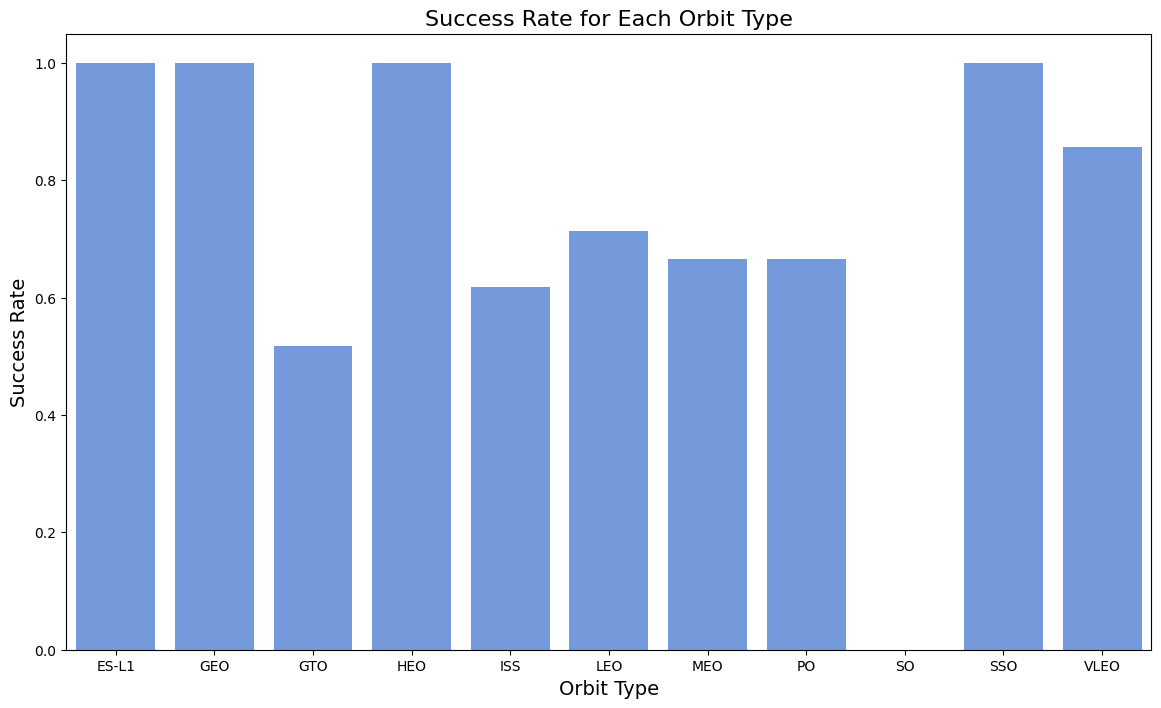 Success Rate for Each Orbit Type
Success Rate
1.0
0.8
0.6
0.4
0.2
0.0
ES-L1 GEO GTO HEO ISS LEO MEO PO SO SSO VLEO
Orbit Type